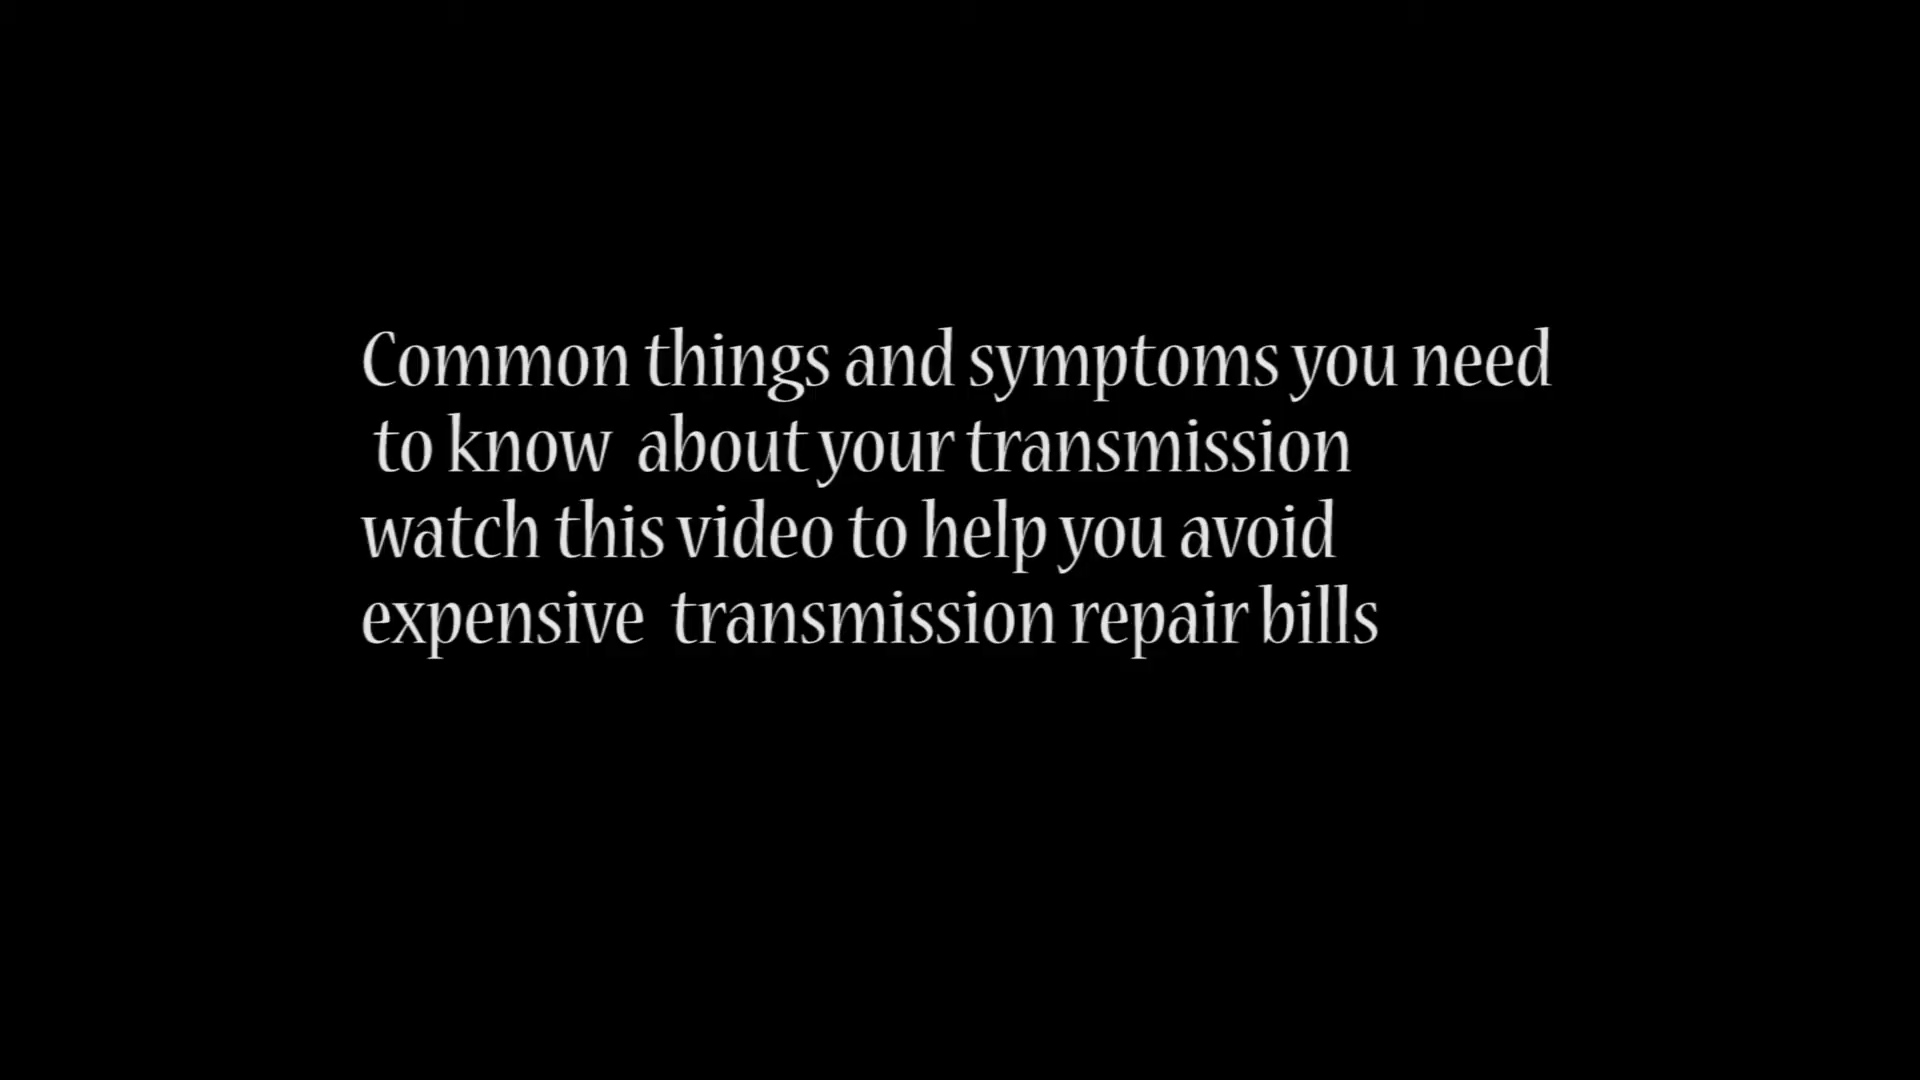 Common things and symptoms you need
to know about your transmission
watch this video to help you avoid
expensive transmission repair bills